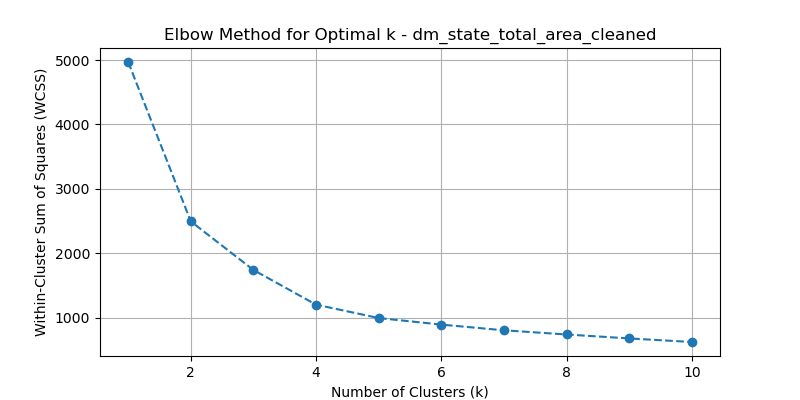 Elbow Method for Optimal k - dm_state_total_area_cleaned
Within-Cluster Sum of Squares (WCSS)
5000
4000
3000
2000
1000
2 4 6 8 10
Number of Clusters (k)